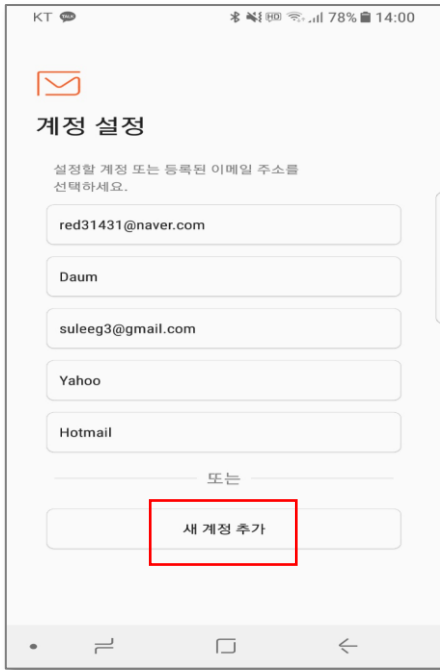 KT 78% 14:00
계정 설정
설정할 계정 또는 등록된 이메일 주소를
선택하세요.
red31431@naver.com
Daum
suleeg3@gmail.com
Yahoo
Hotmail
또는
새 계정 추가